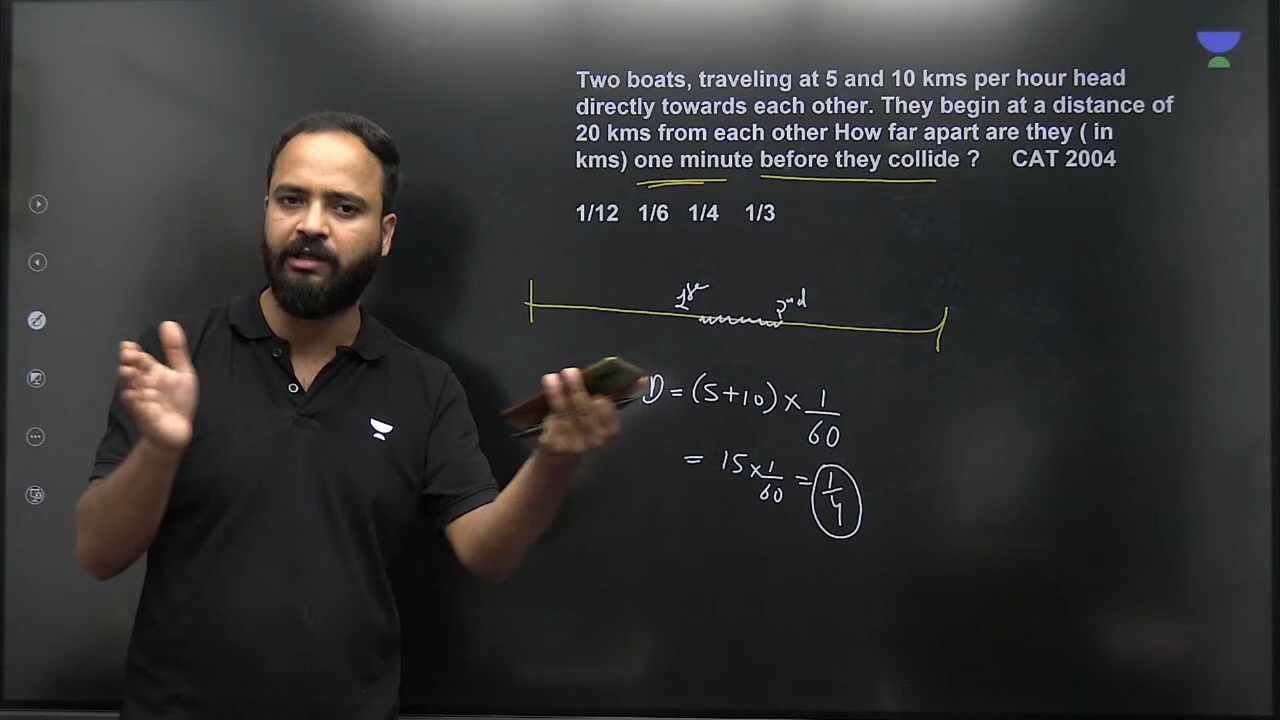 Two boats, traveling at 5 and 10 kms per hour head
directly towards each other. They begin at a distance of
20 kms from each other How far apart are they ( in
kms) one minute before they collide ? CAT 2004
1/12 1/6 1/4 1/3
1st 2nd
D = (5+10) × 1/60
= 15 × 1/60 = 1/4